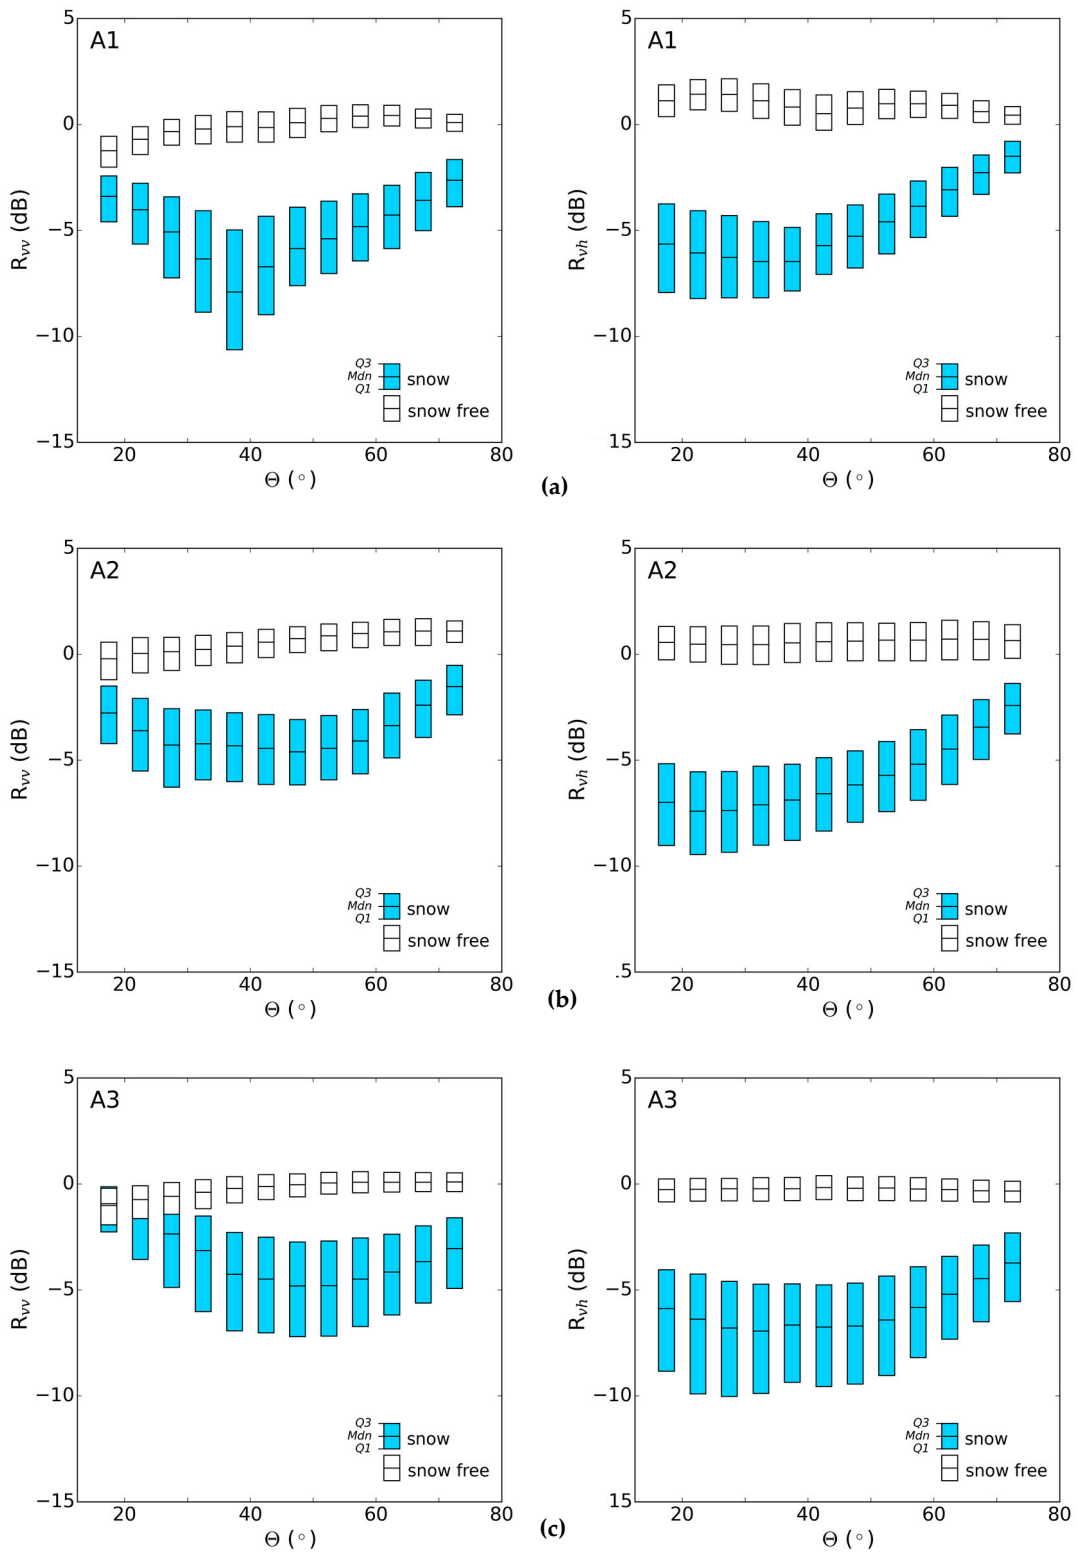 A1
5
0
−5
−10
−15
R_vv (dB)
Q3
Mdn
Q1
snow
snow free
20 40 60 80
Θ (°)
A1
5
0
−5
−10
15
R_vh (dB)
Q3
Mdn
Q1
snow
snow free
20 40 60 80
Θ (°)
(a)
A2
5
0
−5
−10
−15
R_vv (dB)
Q3
Mdn
Q1
snow
snow free
20 40 60 80
Θ (°)
A2
5
0
−5
−10
.5
R_vh (dB)
Q3
Mdn
Q1
snow
snow free
20 40 60 80
Θ (°)
(b)
A3
5
0
−5
−10
−15
R_vv (dB)
Q3
Mdn
Q1
snow
snow free
20 40 60 80
Θ (°)
A3
5
0
−5
−10
15
R_vh (dB)
Q3
Mdn
Q1
snow
snow free
20 40 60 80
Θ (°)
(c)